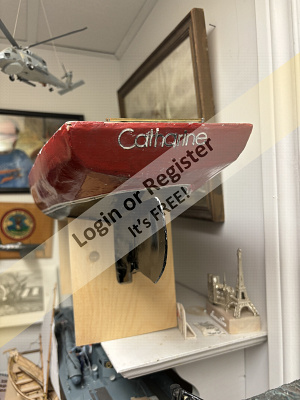 Catharine
Login or Register
It's FREE!